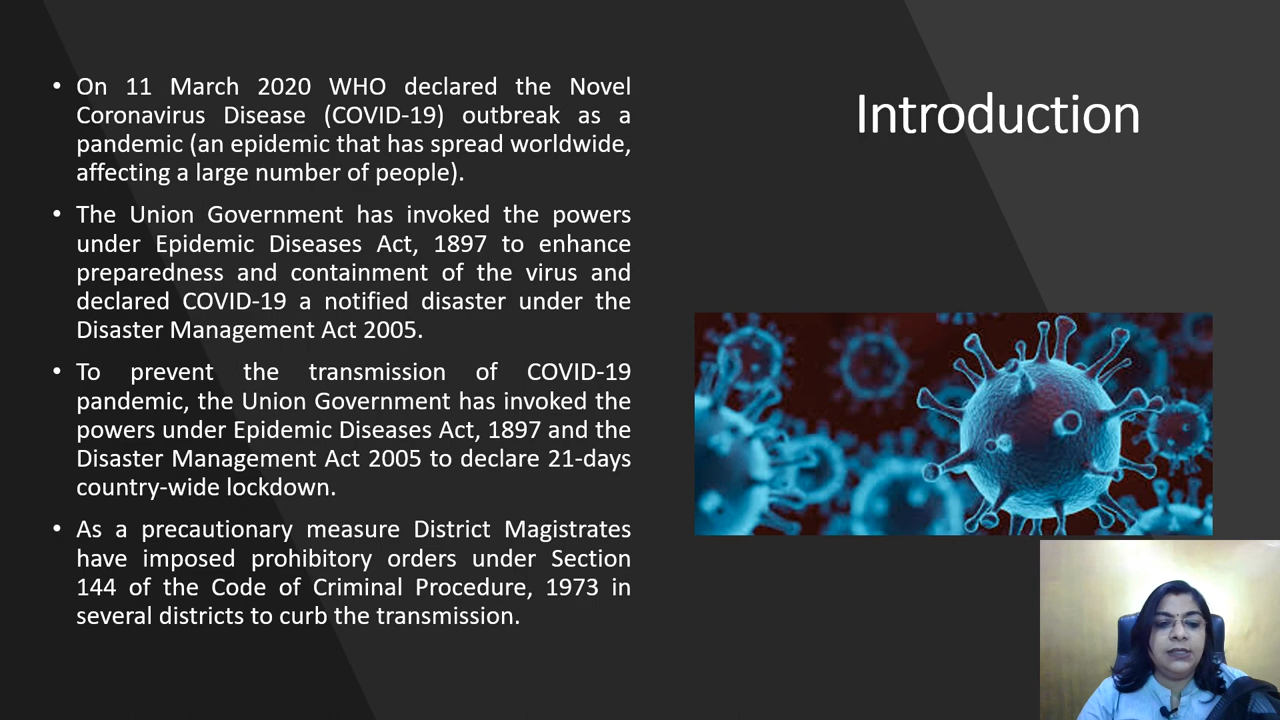 Introduction
• On 11 March 2020 WHO declared the Novel
Coronavirus Disease (COVID-19) outbreak as a
pandemic (an epidemic that has spread worldwide,
affecting a large number of people).
• The Union Government has invoked the powers
under Epidemic Diseases Act, 1897 to enhance
preparedness and containment of the virus and
declared COVID-19 a notified disaster under the
Disaster Management Act 2005.
• To prevent the transmission of COVID-19
pandemic, the Union Government has invoked the
powers under Epidemic Diseases Act, 1897 and the
Disaster Management Act 2005 to declare 21-days
country-wide lockdown.
• As a precautionary measure District Magistrates
have imposed prohibitory orders under Section
144 of the Code of Criminal Procedure, 1973 in
several districts to curb the transmission.